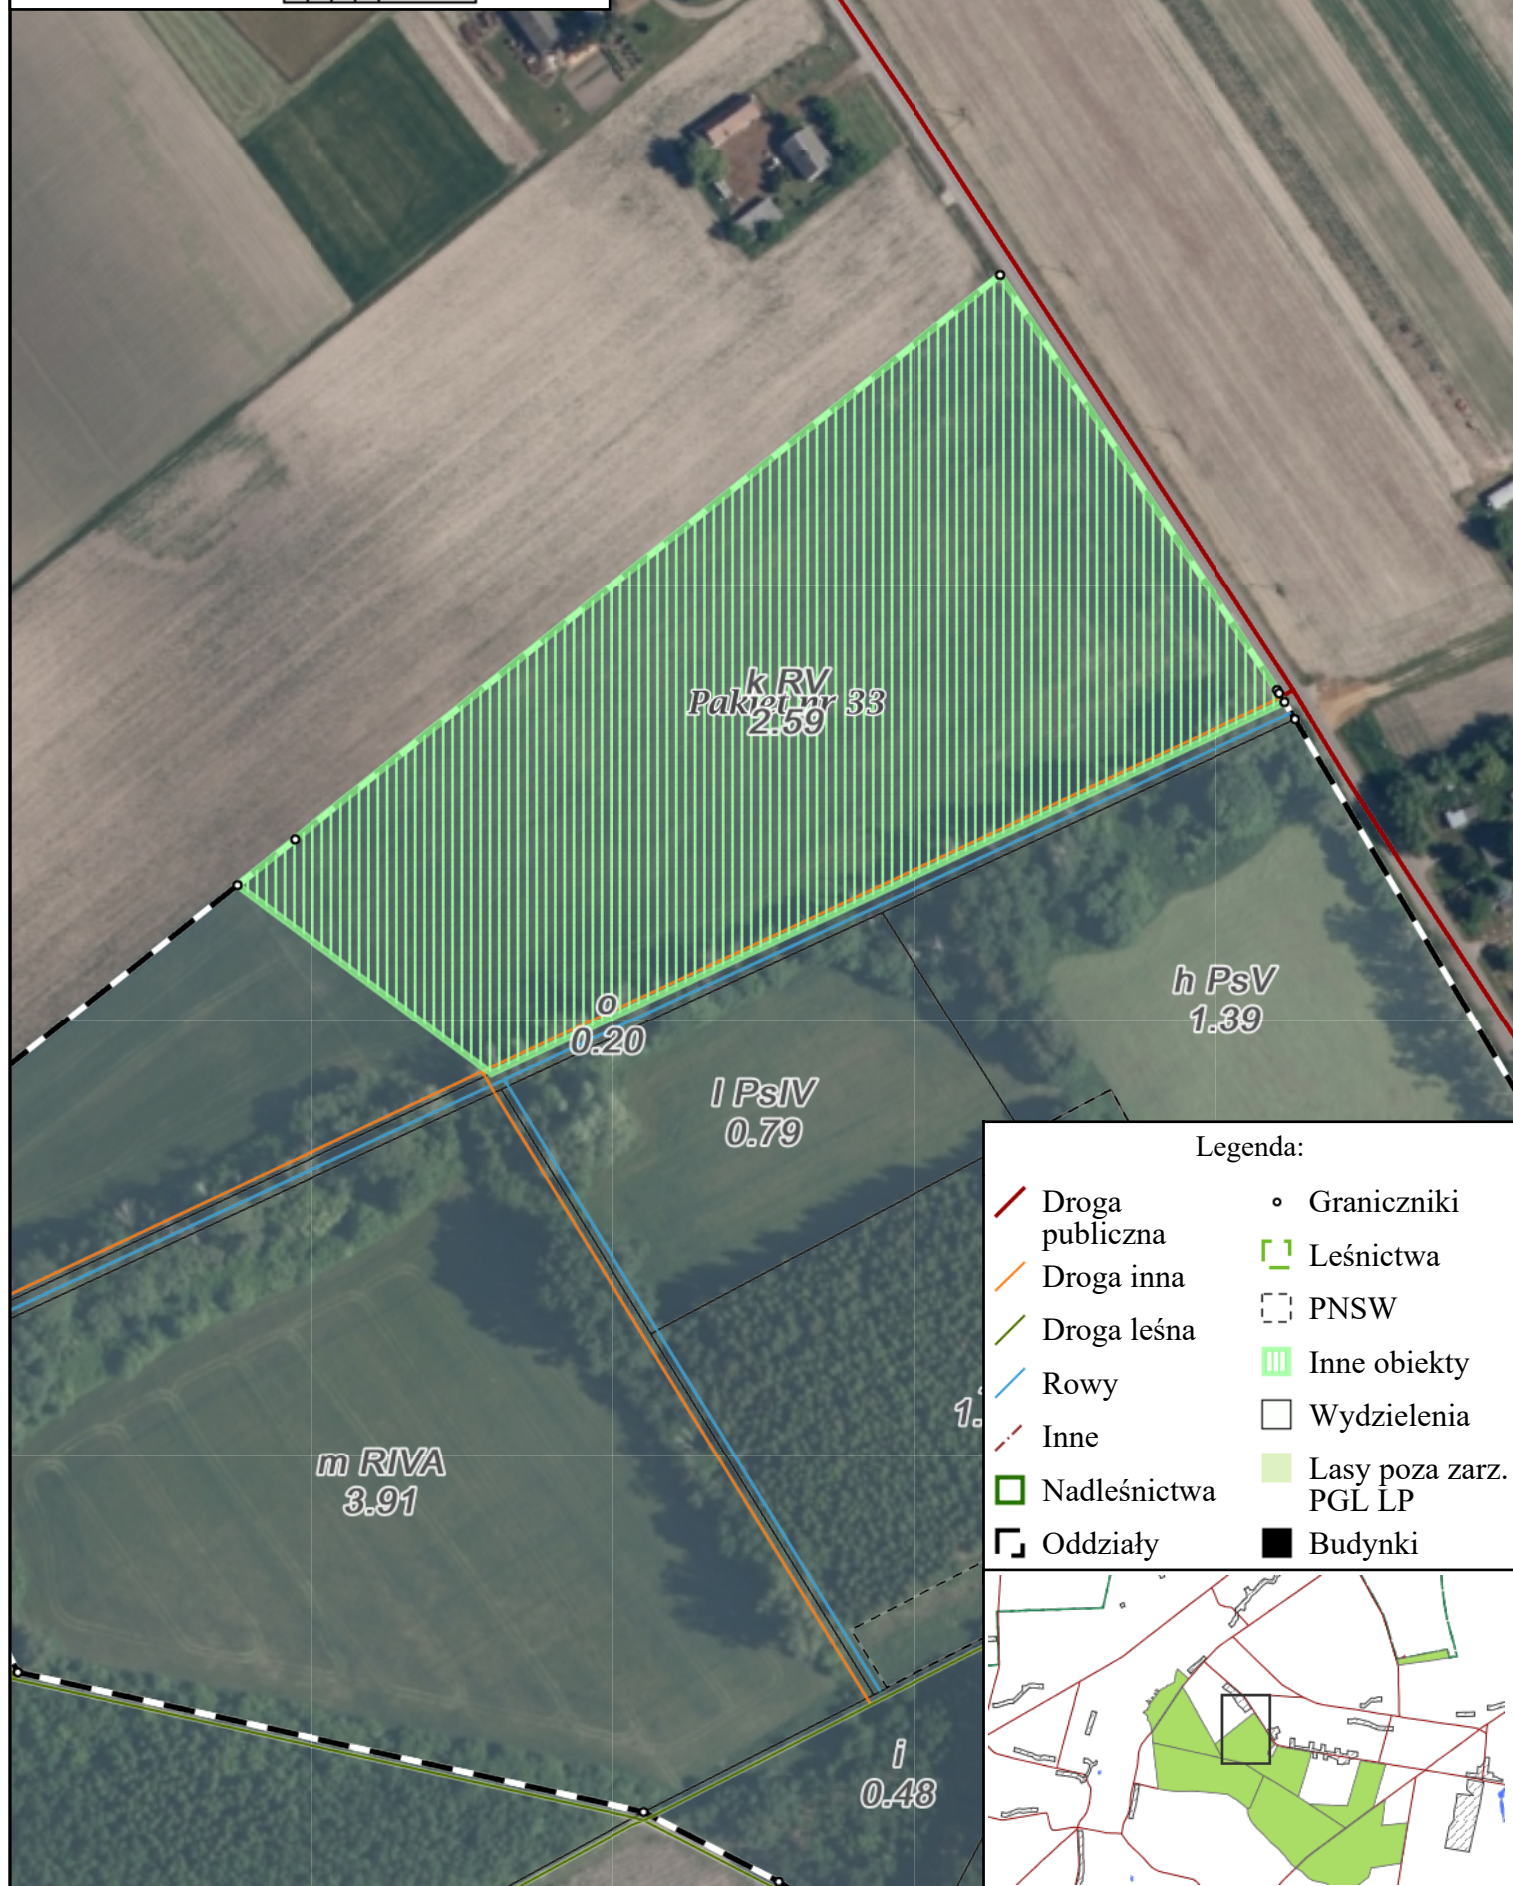 k RV
Pakiet nr 33
2.59
o
0.20
h PsV
1.39
l PsIV
0.79
m RIVA
3.91
1.
i
0.48
Legenda:
Droga
publiczna
Droga inna
Droga leśna
Rowy
Inne
Nadleśnictwa
Oddziały
Graniczniki
Leśnictwa
PNSW
Inne obiekty
Wydzielenia
Lasy poza zarz.
PGL LP
Budynki